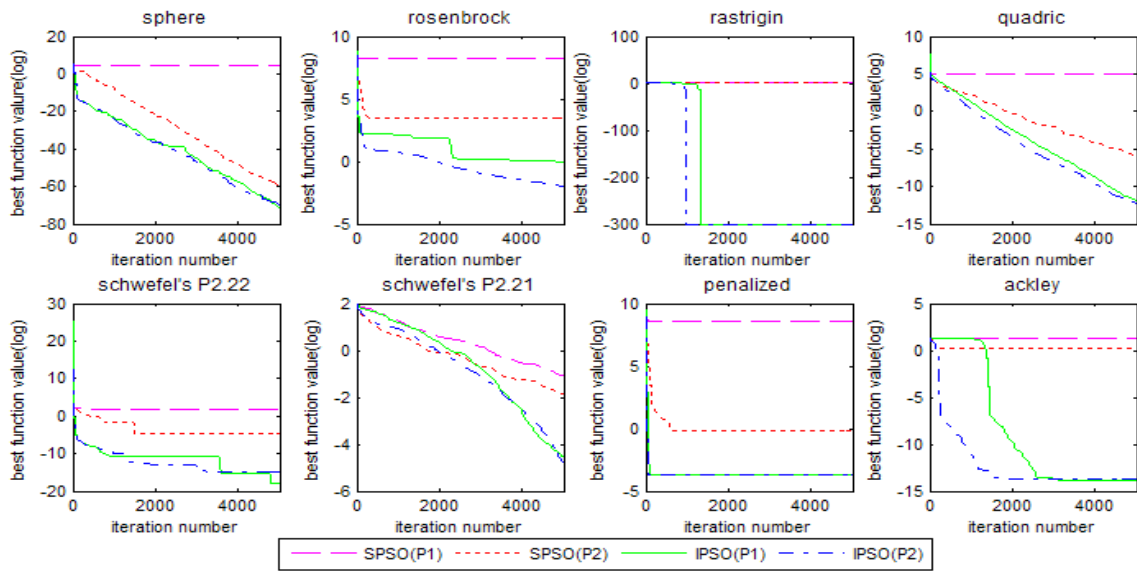 sphere
rosenbrock
rastrigin
quadric
best function valure(log)
20
0
-20
-40
-60
-80
0 2000 4000
iteration number
best function value(log)
10
5
0
-5
0 2000 4000
iteration number
best function value(log)
100
0
-100
-200
-300
0 2000 4000
iteration number
best function value(log)
10
5
0
-5
-10
-15
0 2000 4000
iteration number
schwefel's P2.22
schwefel's P2.21
penalized
ackley
best function value(log)
30
20
10
0
-10
-20
0 2000 4000
iteration number
best function value(log)
2
0
-2
-4
-6
0 2000 4000
iteration number
best function value(log)
10
5
0
-5
0 2000 4000
iteration number
best function value(log)
5
0
-5
-10
-15
0 2000 4000
iteration number
SPSO(P1) SPSO(P2) IPSO(P1) IPSO(P2)